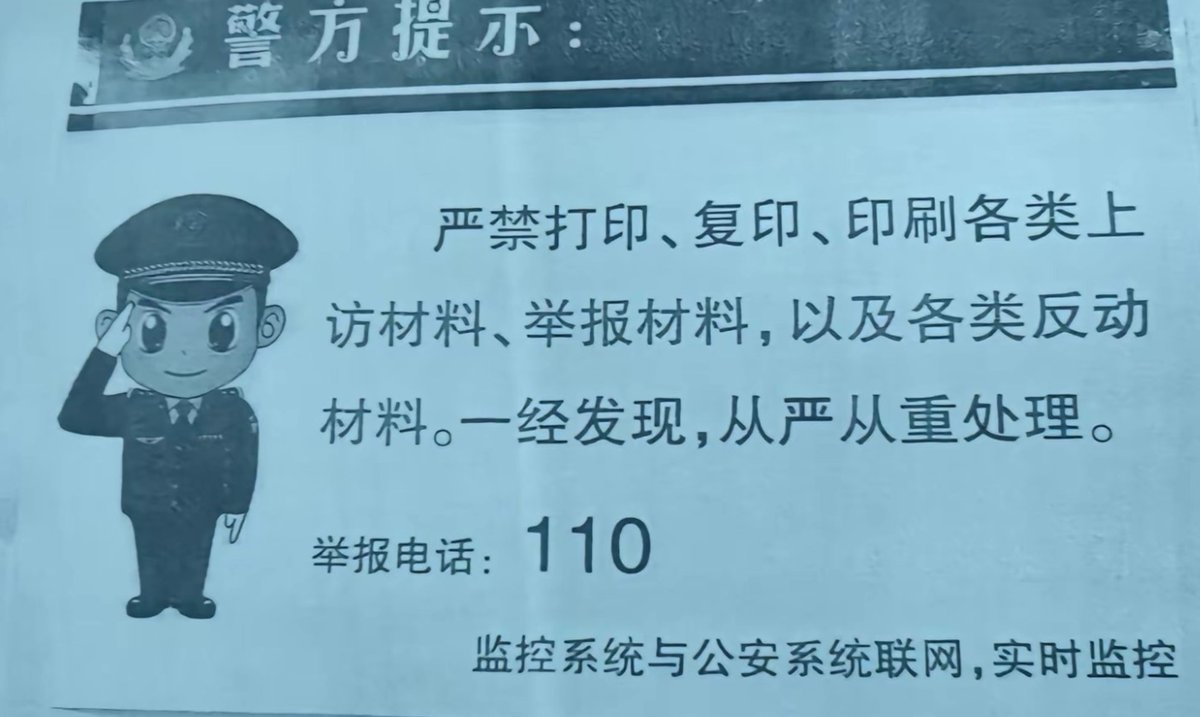 警方提示：
严禁打印、复印、印刷各类上
访材料、举报材料，以及各类反动
材料。一经发现，从严从重处理。
举报电话：110
监控系统与公安系统联网，实时监控